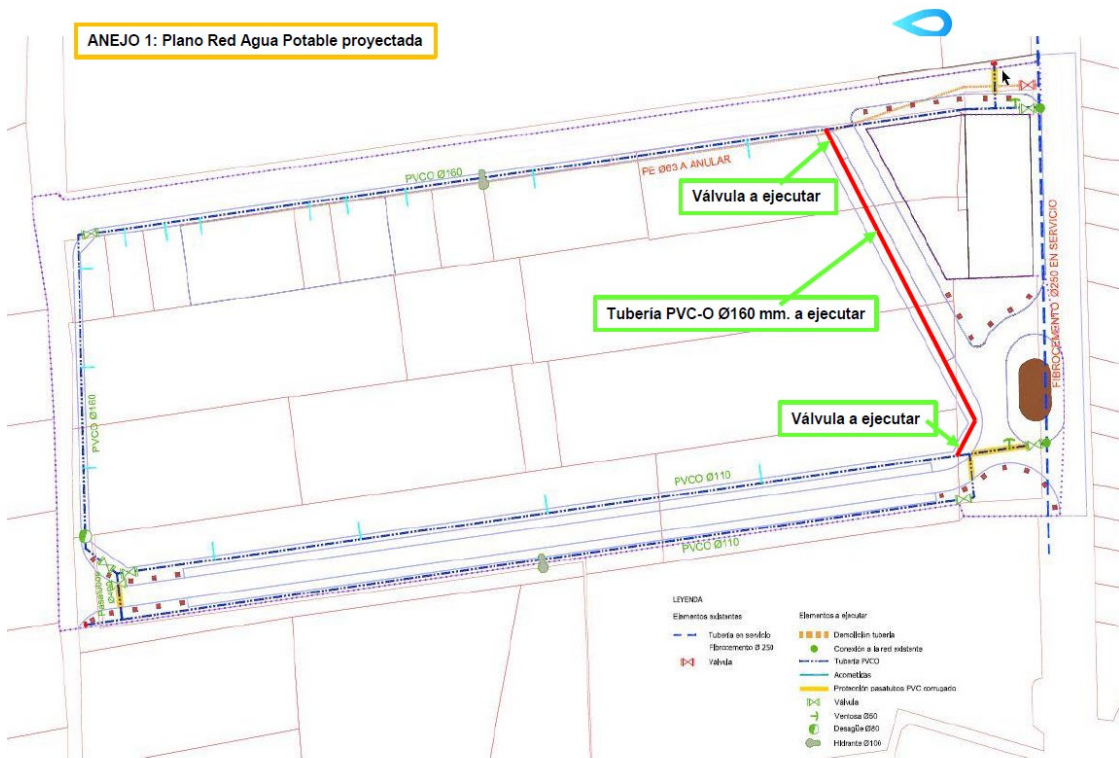 ANEJO 1: Plano Red Agua Potable proyectada
PVCO Ø160
PE Ø63 A ANULAR
Válvula a ejecutar
Tubería PVC-O Ø160 mm. a ejecutar
FIBROCEMENTO Ø250 EN SERVICIO
PVCO Ø160
Válvula a ejecutar
PVCO Ø110
PVCO Ø110
Pasatubos
LEYENDA
Elementos existentes
Tubería en servicio
Fibrocemento Ø 250
Válvula
Elementos a ejecutar
Demolición tubería
Conexión a la red existente
Tubería PVCO
Acometidas
Protección pasatubos PVC corrugado
Válvula
Ventosa Ø60
Desagüe Ø80
Hidrante Ø100